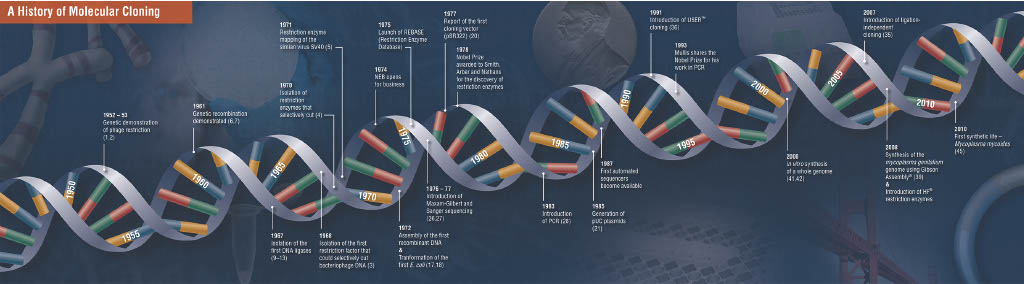 A History of Molecular Cloning
1952 – 53
Genetic demonstration
of phage restriction
(1,2)
1961
Genetic recombination
demonstrated (6,7)
1967
Isolation of the
first DNA ligases
(9–13)
1968
Isolation of the first
restriction factor that
could selectively cut
bacteriophage DNA (3)
1970
Isolation of
restriction
enzymes that
selectively cut (4)
1971
Restriction enzyme
mapping of the
simian virus SV40 (5)
1972
Assembly of the first
recombinant DNA
&
Tranformation of the
first E. coli (17,18)
1974
NEB opens
for business
1975
Launch of REBASE
(Restriction Enzyme
Database)
1976 – 77
Introduction of
Maxam-Gilbert and
Sanger sequencing
(26,27)
1977
Report of the first
cloning vector
(pBR322) (20)
1978
Nobel Prize
awarded to Smith,
Arber and Nathans
for the discovery of
restriction enzymes
1983
Introduction
of PCR (28)
1985
Generation of
pUC plasmids
(21)
1987
First automated
sequencers
become available
1991
Introduction of USER™
cloning (36)
1993
Mullis shares the
Nobel Prize for his
work in PCR
2000
In vitro synthesis
of a whole genome
(41,42)
2007
Introduction of ligation-
independent
cloning (35)
2008
Synthesis of the
mycoplasma genitalium
genome using Gibson
Assembly® (39)
&
Introduction of HF®
restriction enzymes
2010
First synthetic life –
Mycoplasma mycoides
(45)
1950
1955
1960
1965
1970
1975
1980
1985
1990
1995
2000
2005
2010